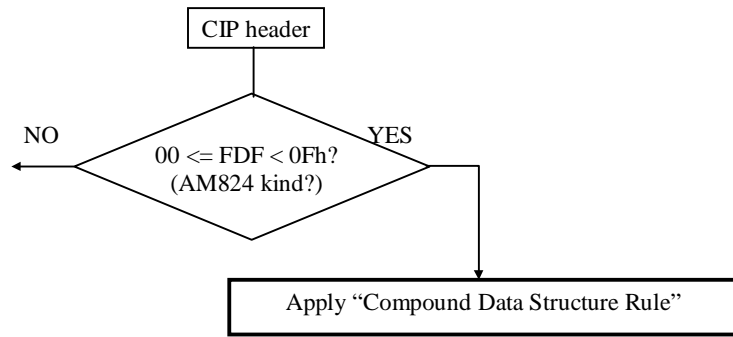 CIP header
NO
YES
00 <= FDF < 0Fh?
(AM824 kind?)
Apply “Compound Data Structure Rule”